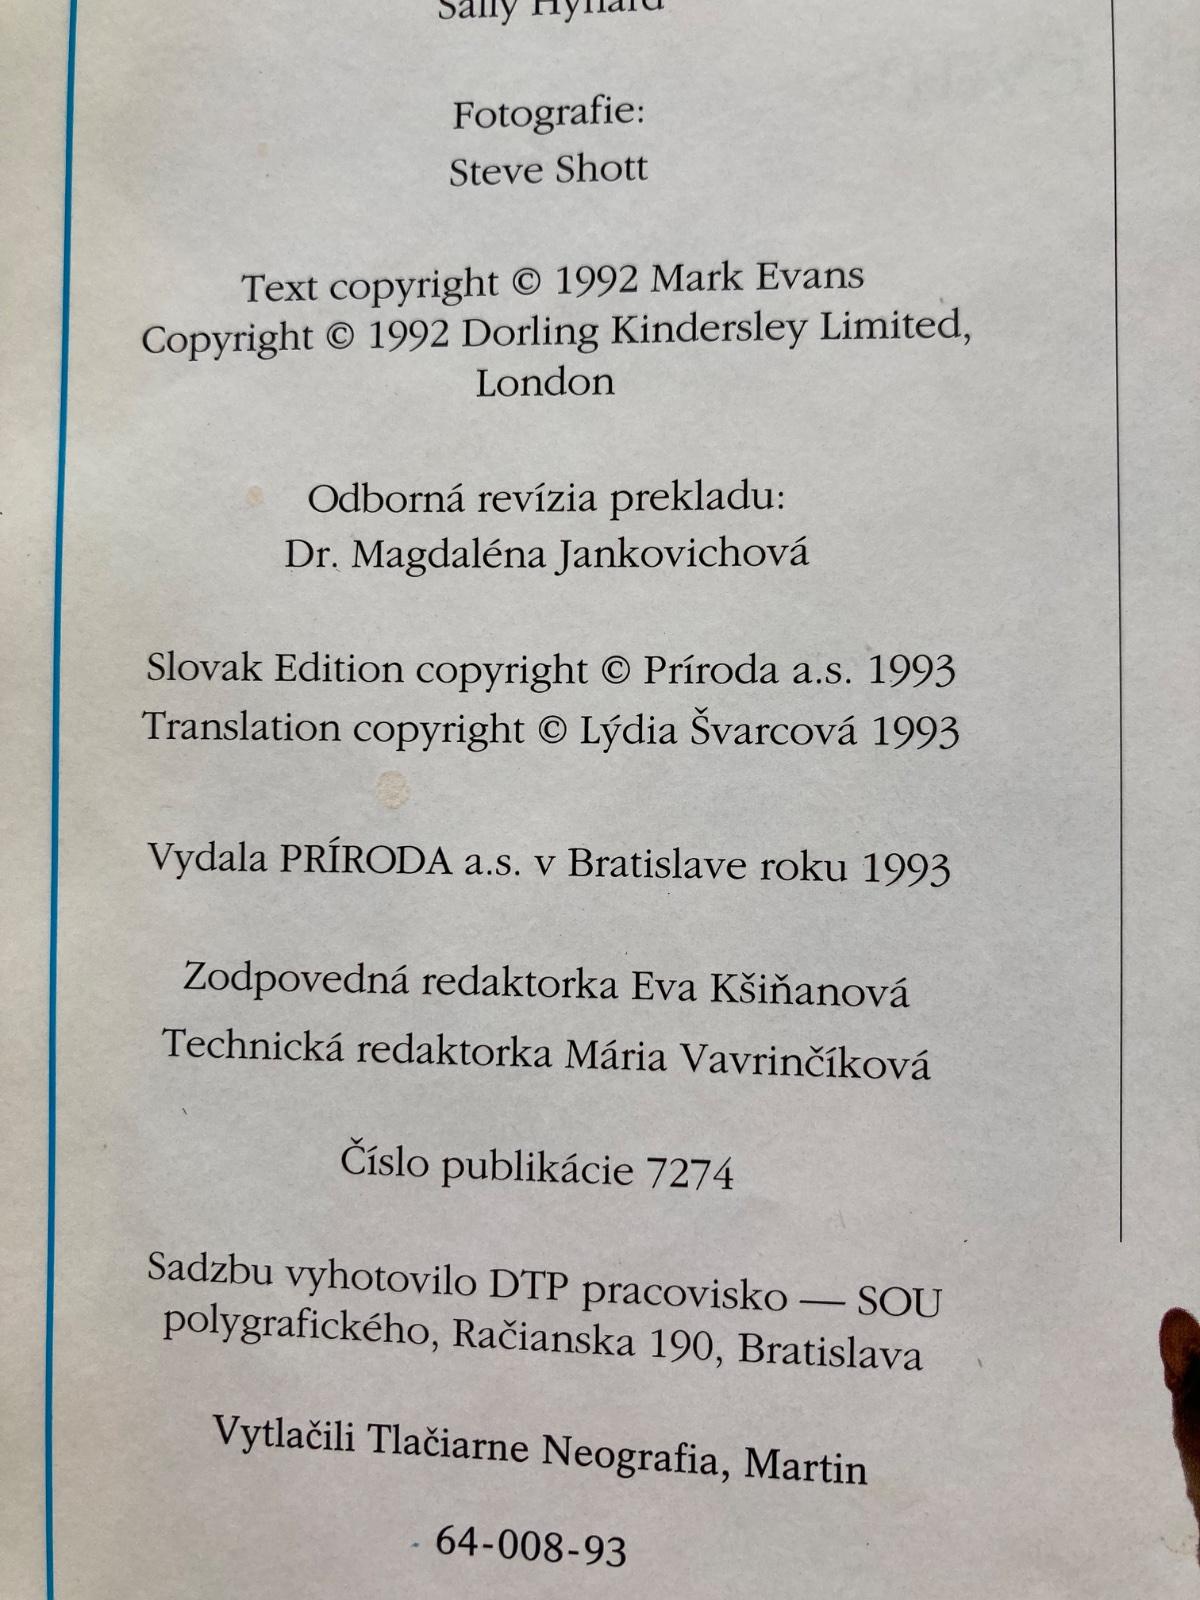 Sally Hynard
Fotografie:
Steve Shott
Text copyright © 1992 Mark Evans
Copyright © 1992 Dorling Kindersley Limited,
London
Odborná revízia prekladu:
Dr. Magdaléna Jankovichová
Slovak Edition copyright © Príroda a.s. 1993
Translation copyright © Lýdia Švarcová 1993
Vydala PRÍRODA a.s. v Bratislave roku 1993
Zodpovedná redaktorka Eva Kšiňanová
Technická redaktorka Mária Vavrinčíková
Číslo publikácie 7274
Sadzbu vyhotovilo DTP pracovisko — SOU
polygrafického, Račianska 190, Bratislava
Vytlačili Tlačiarne Neografia, Martin
64-008-93